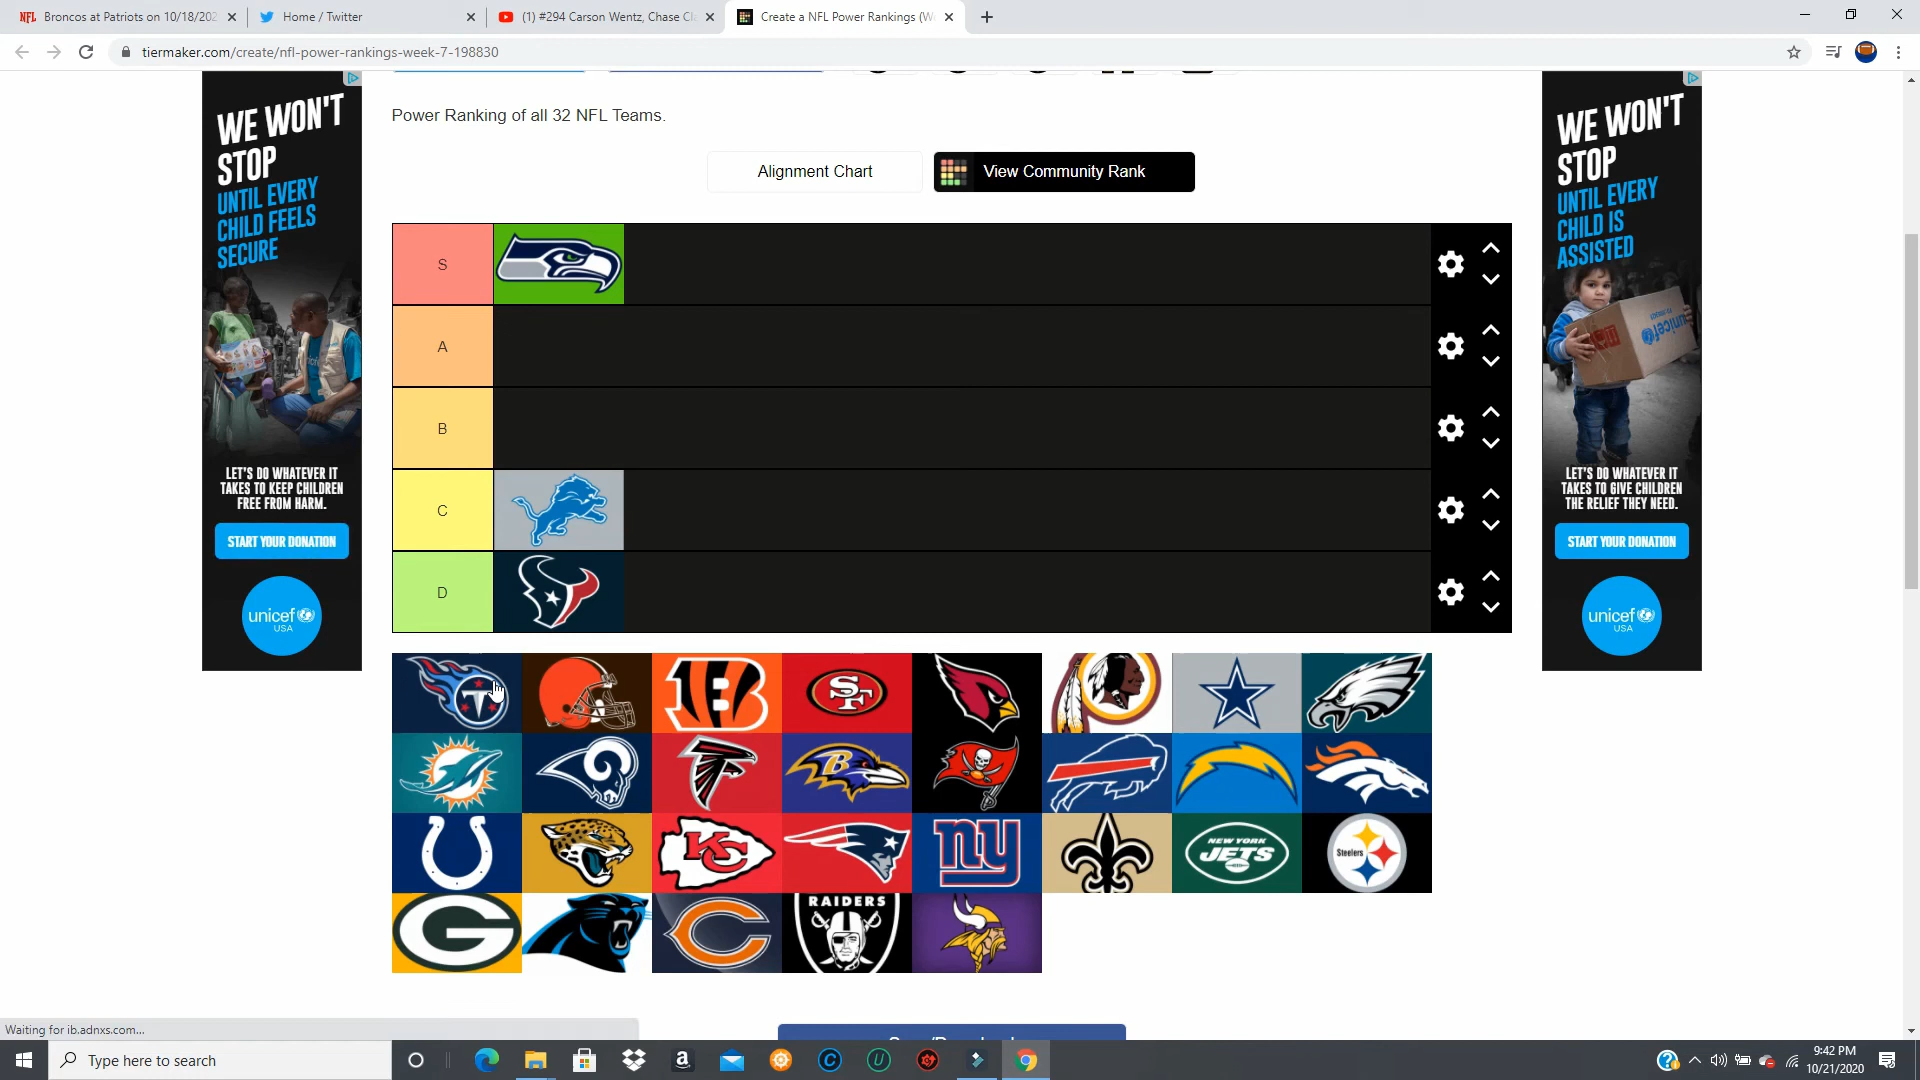 Broncos at Patriots on 10/18/202
Home / Twitter
(1) #294 Carson Wentz, Chase Cl
Create a NFL Power Rankings (W
tiermaker.com/create/nfl-power-rankings-week-7-198830
WE WON'T
STOP
UNTIL EVERY
CHILD FEELS
SECURE
LET'S DO WHATEVER IT
TAKES TO KEEP CHILDREN
FREE FROM HARM.
START YOUR DONATION
unicef
USA
Power Ranking of all 32 NFL Teams.
Alignment Chart
View Community Rank
S
A
B
C
D
SF
B
NY
NEW YORK
JETS
Steelers
KC
G
C
RAIDERS
T
WE WON'T
STOP
UNTIL EVERY
CHILD IS
ASSISTED
unicef
LET'S DO WHATEVER IT
TAKES TO GIVE CHILDREN
THE RELIEF THEY NEED.
START YOUR DONATION
unicef
USA
Waiting for ib.adnxs.com...
Type here to search
9:42 PM
10/21/2020